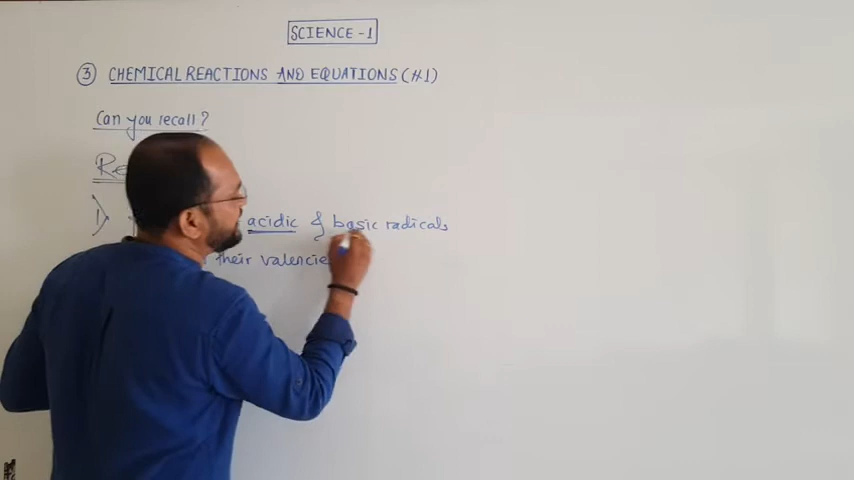 SCIENCE-1
③ CHEMICAL REACTIONS AND EQUATIONS (#1)
Can you recall?
1)
acidic & basic radicals
their valencies